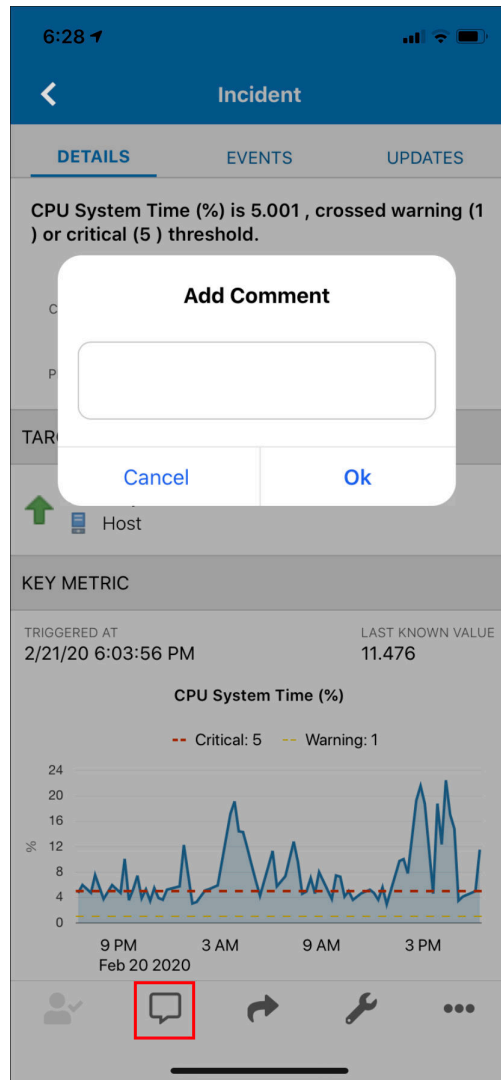 6:28
Incident
DETAILS EVENTS UPDATES
CPU System Time (%) is 5.001 , crossed warning (1
) or critical (5 ) threshold.
Add Comment
Cancel Ok
Host
KEY METRIC
TRIGGERED AT LAST KNOWN VALUE
2/21/20 6:03:56 PM 11.476
CPU System Time (%)
Critical: 5 Warning: 1
24
20
16
12
8
4
0
%
9 PM 3 AM 9 AM 3 PM
Feb 20 2020